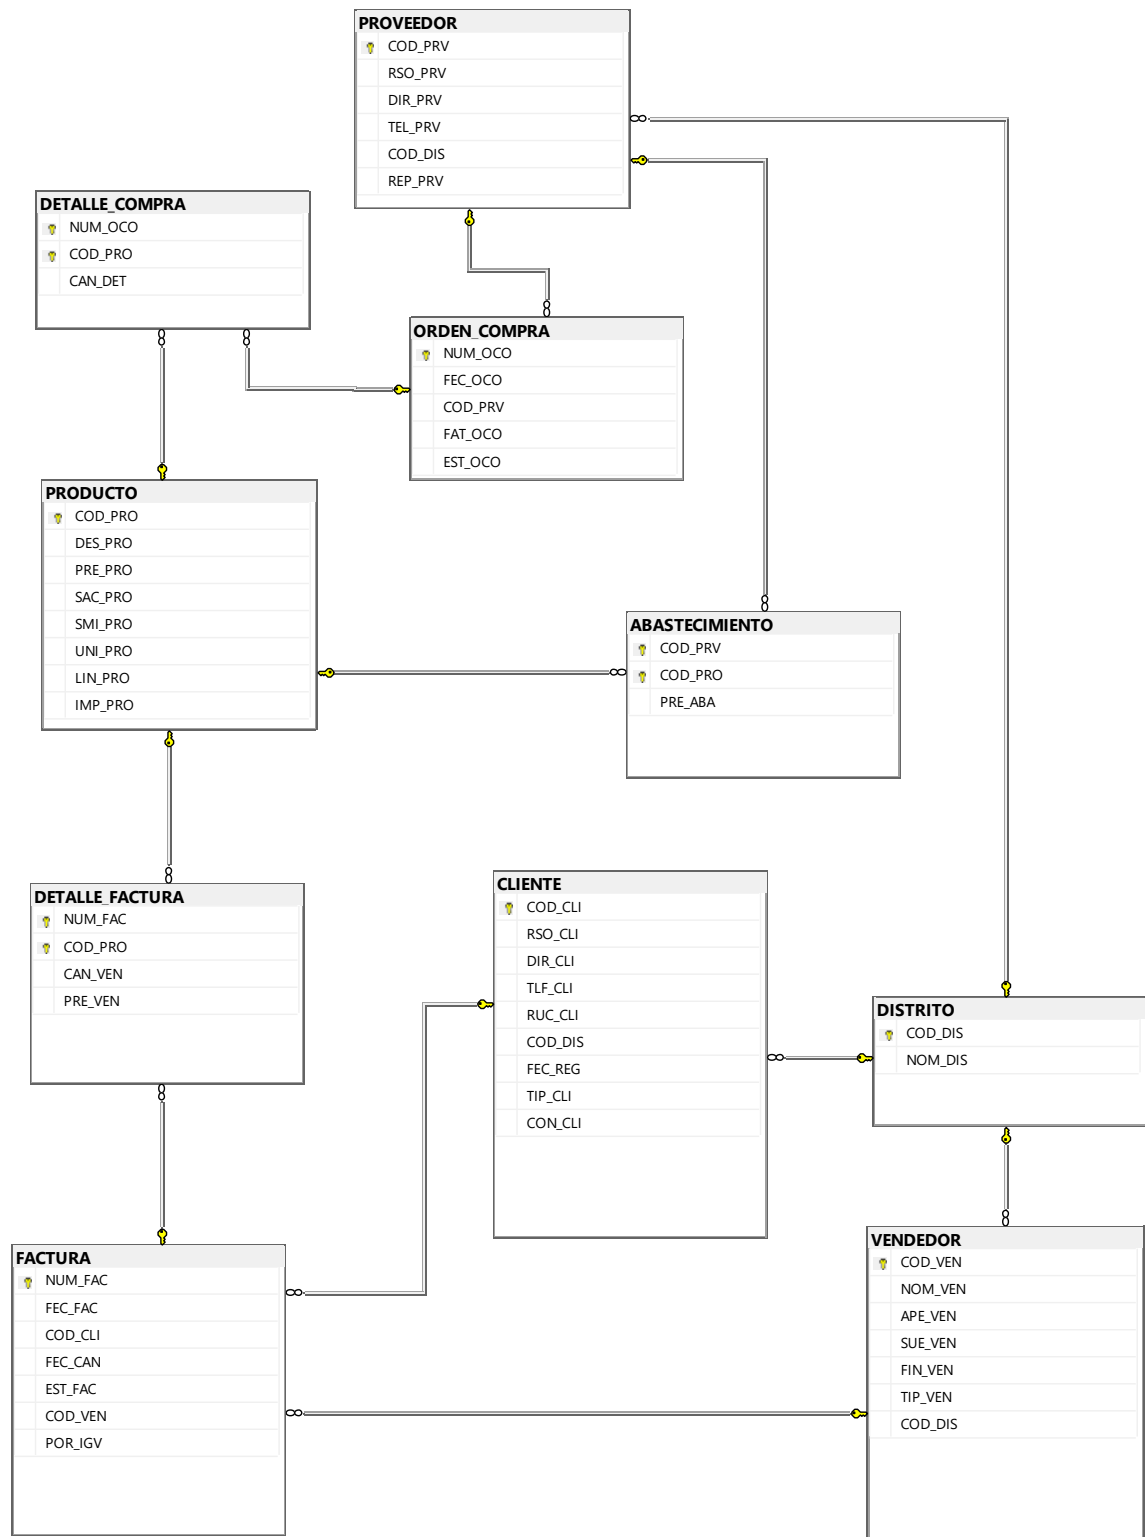 PROVEEDOR
COD_PRV
RSO_PRV
DIR_PRV
TEL_PRV
COD_DIS
REP_PRV
DETALLE_COMPRA
NUM_OCO
COD_PRO
CAN_DET
ORDEN_COMPRA
NUM_OCO
FEC_OCO
COD_PRV
FAT_OCO
EST_OCO
PRODUCTO
COD_PRO
DES_PRO
PRE_PRO
SAC_PRO
SMI_PRO
UNI_PRO
LIN_PRO
IMP_PRO
ABASTECIMIENTO
COD_PRV
COD_PRO
PRE_ABA
DETALLE_FACTURA
NUM_FAC
COD_PRO
CAN_VEN
PRE_VEN
CLIENTE
COD_CLI
RSO_CLI
DIR_CLI
TLF_CLI
RUC_CLI
COD_DIS
FEC_REG
TIP_CLI
CON_CLI
DISTRITO
COD_DIS
NOM_DIS
FACTURA
NUM_FAC
FEC_FAC
COD_CLI
FEC_CAN
EST_FAC
COD_VEN
POR_IGV
VENDEDOR
COD_VEN
NOM_VEN
APE_VEN
SUE_VEN
FIN_VEN
TIP_VEN
COD_DIS